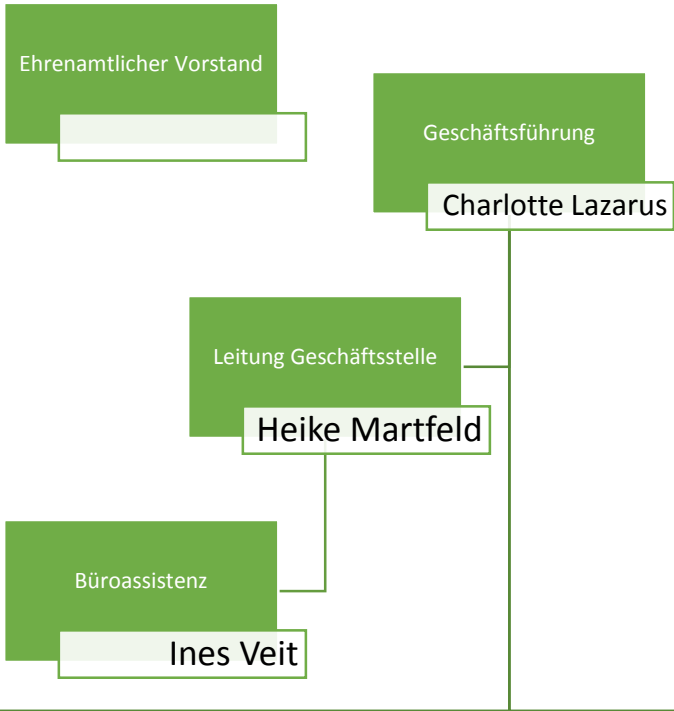 Ehrenamtlicher Vorstand
Geschäftsführung
Charlotte Lazarus
Leitung Geschäftsstelle
Heike Martfeld
Büroassistenz
Ines Veit